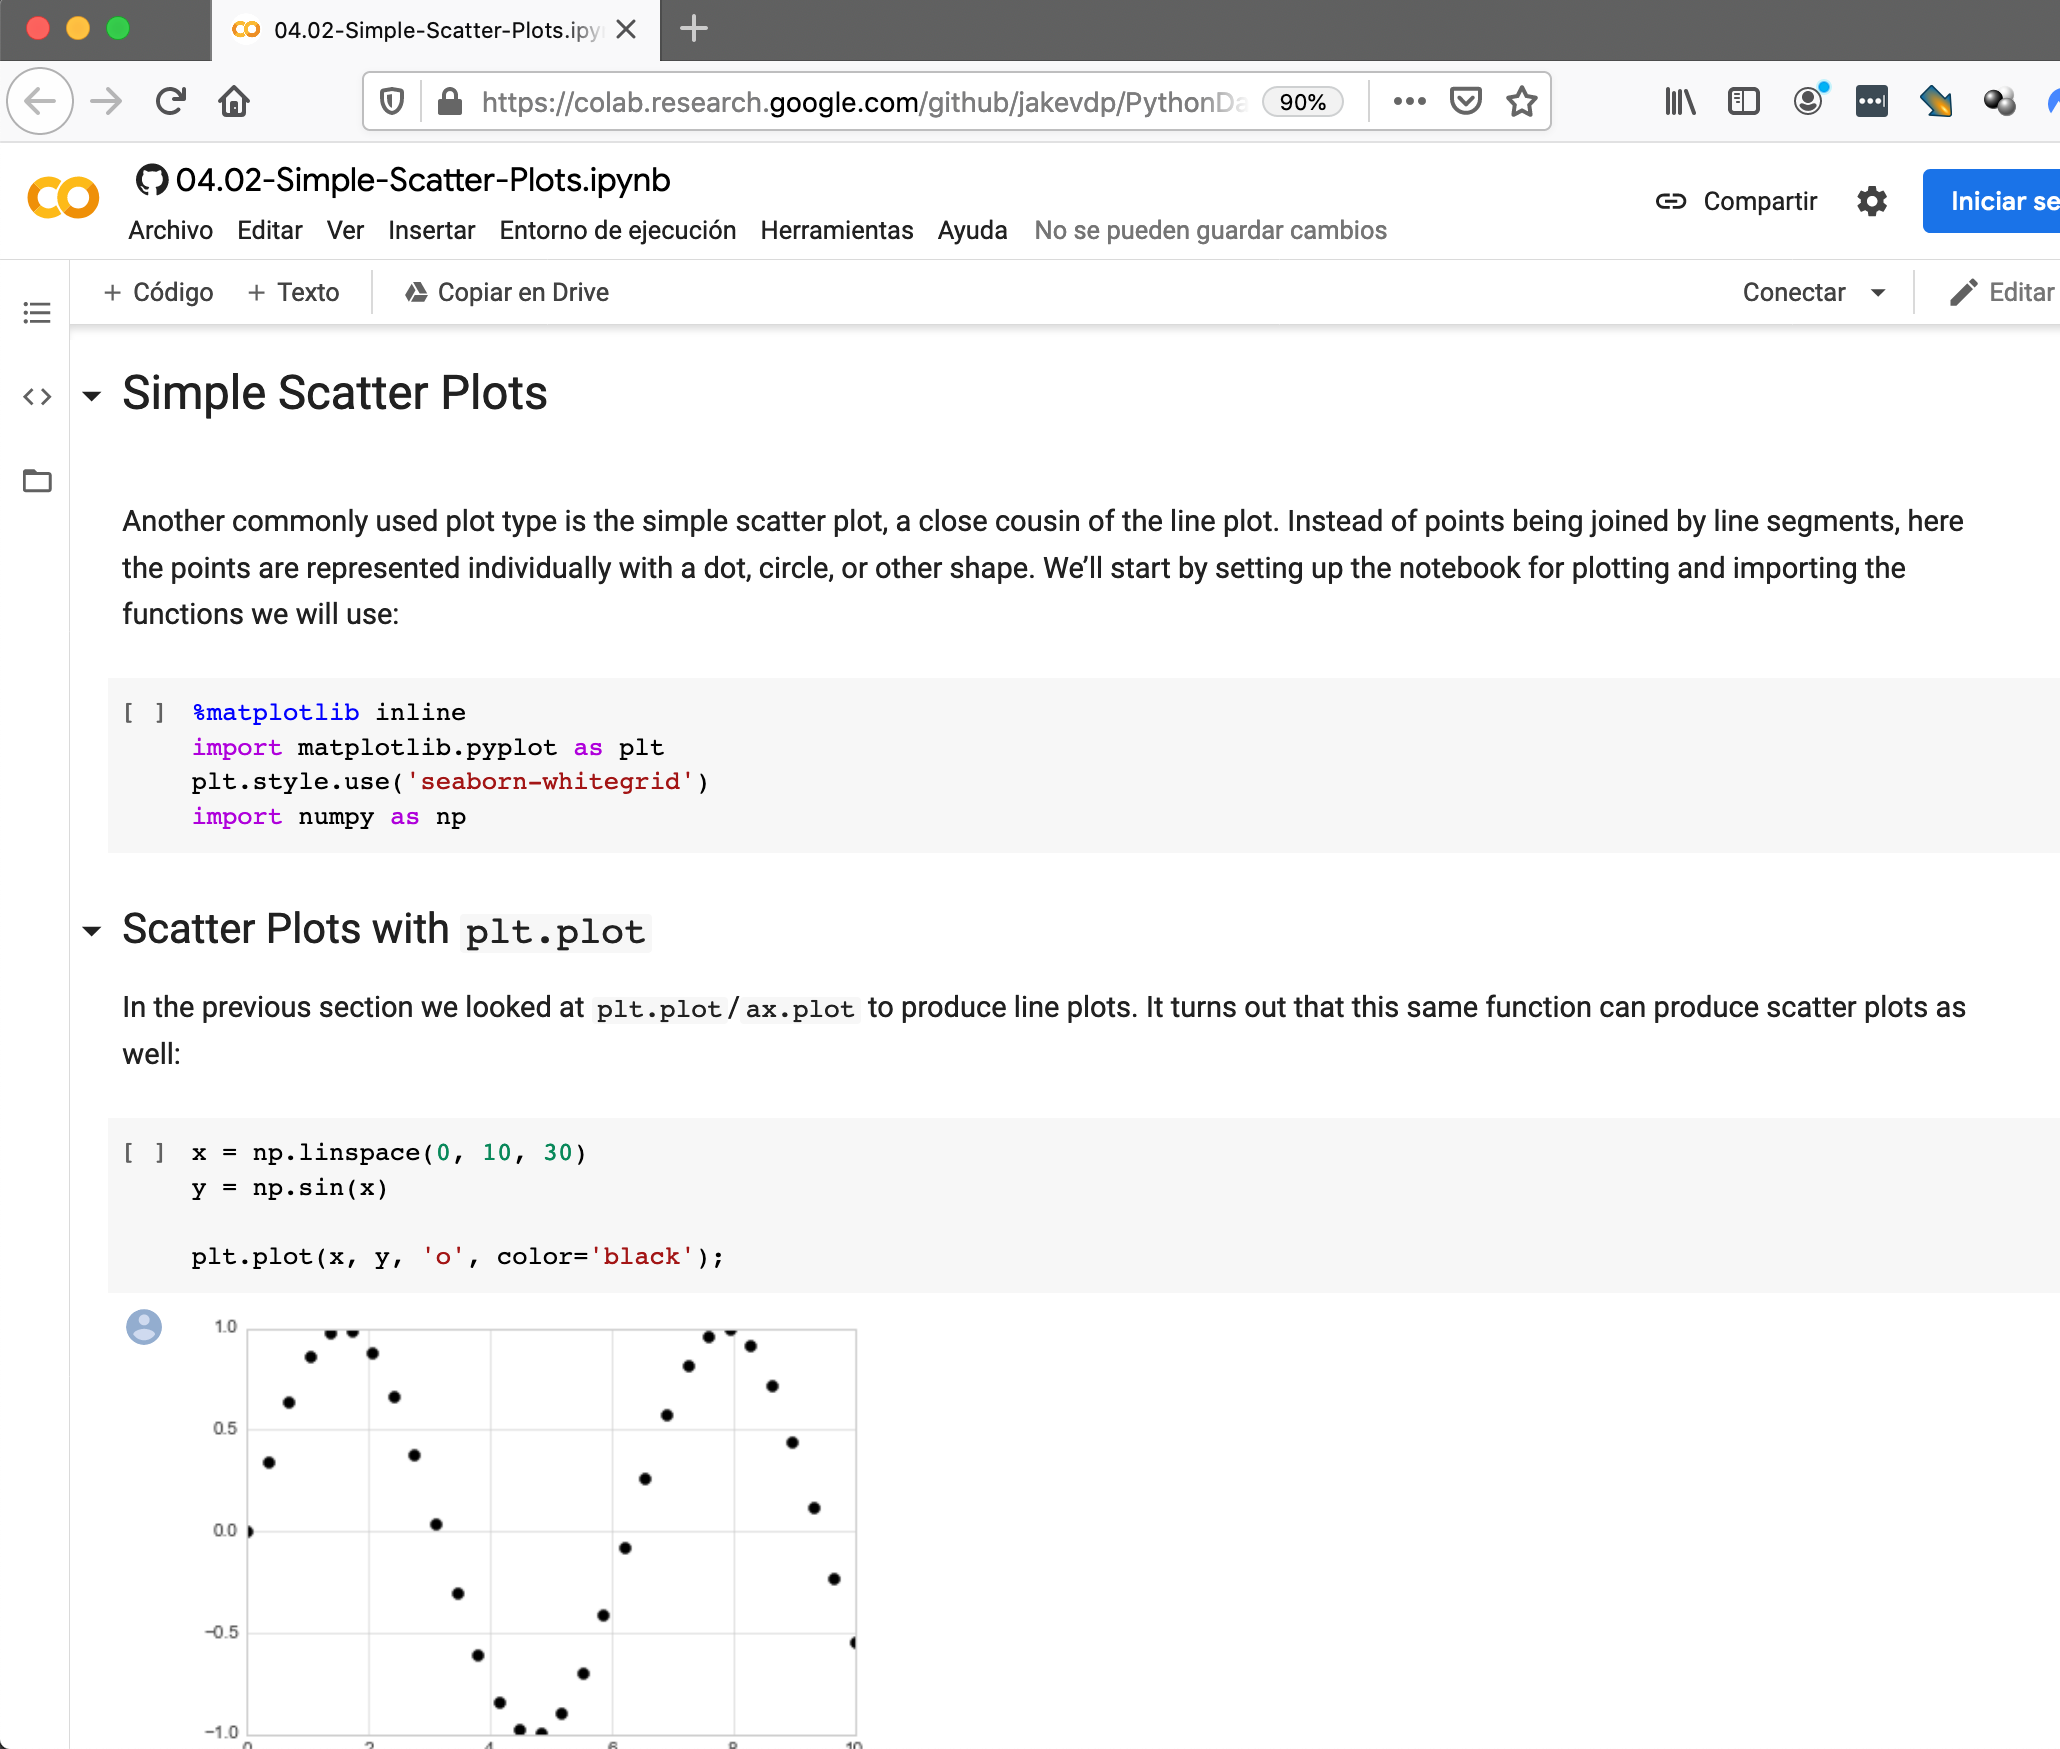 04.02-Simple-Scatter-Plots.ipy
https://colab.research.google.com/github/jakevdp/PythonDa
90%
04.02-Simple-Scatter-Plots.ipynb
Compartir
Iniciar se
Archivo Editar Ver Insertar Entorno de ejecución Herramientas Ayuda No se pueden guardar cambios
+ Código + Texto Copiar en Drive Conectar Editar
Simple Scatter Plots
Another commonly used plot type is the simple scatter plot, a close cousin of the line plot. Instead of points being joined by line segments, here
the points are represented individually with a dot, circle, or other shape. We’ll start by setting up the notebook for plotting and importing the
functions we will use:
[ ] %matplotlib inline
import matplotlib.pyplot as plt
plt.style.use('seaborn-whitegrid')
import numpy as np
Scatter Plots with plt.plot
In the previous section we looked at plt.plot/ax.plot to produce line plots. It turns out that this same function can produce scatter plots as
well:
[ ] x = np.linspace(0, 10, 30)
y = np.sin(x)
plt.plot(x, y, 'o', color='black');
1.0
0.5
0.0
−0.5
−1.0
0 2 4 6 8 10